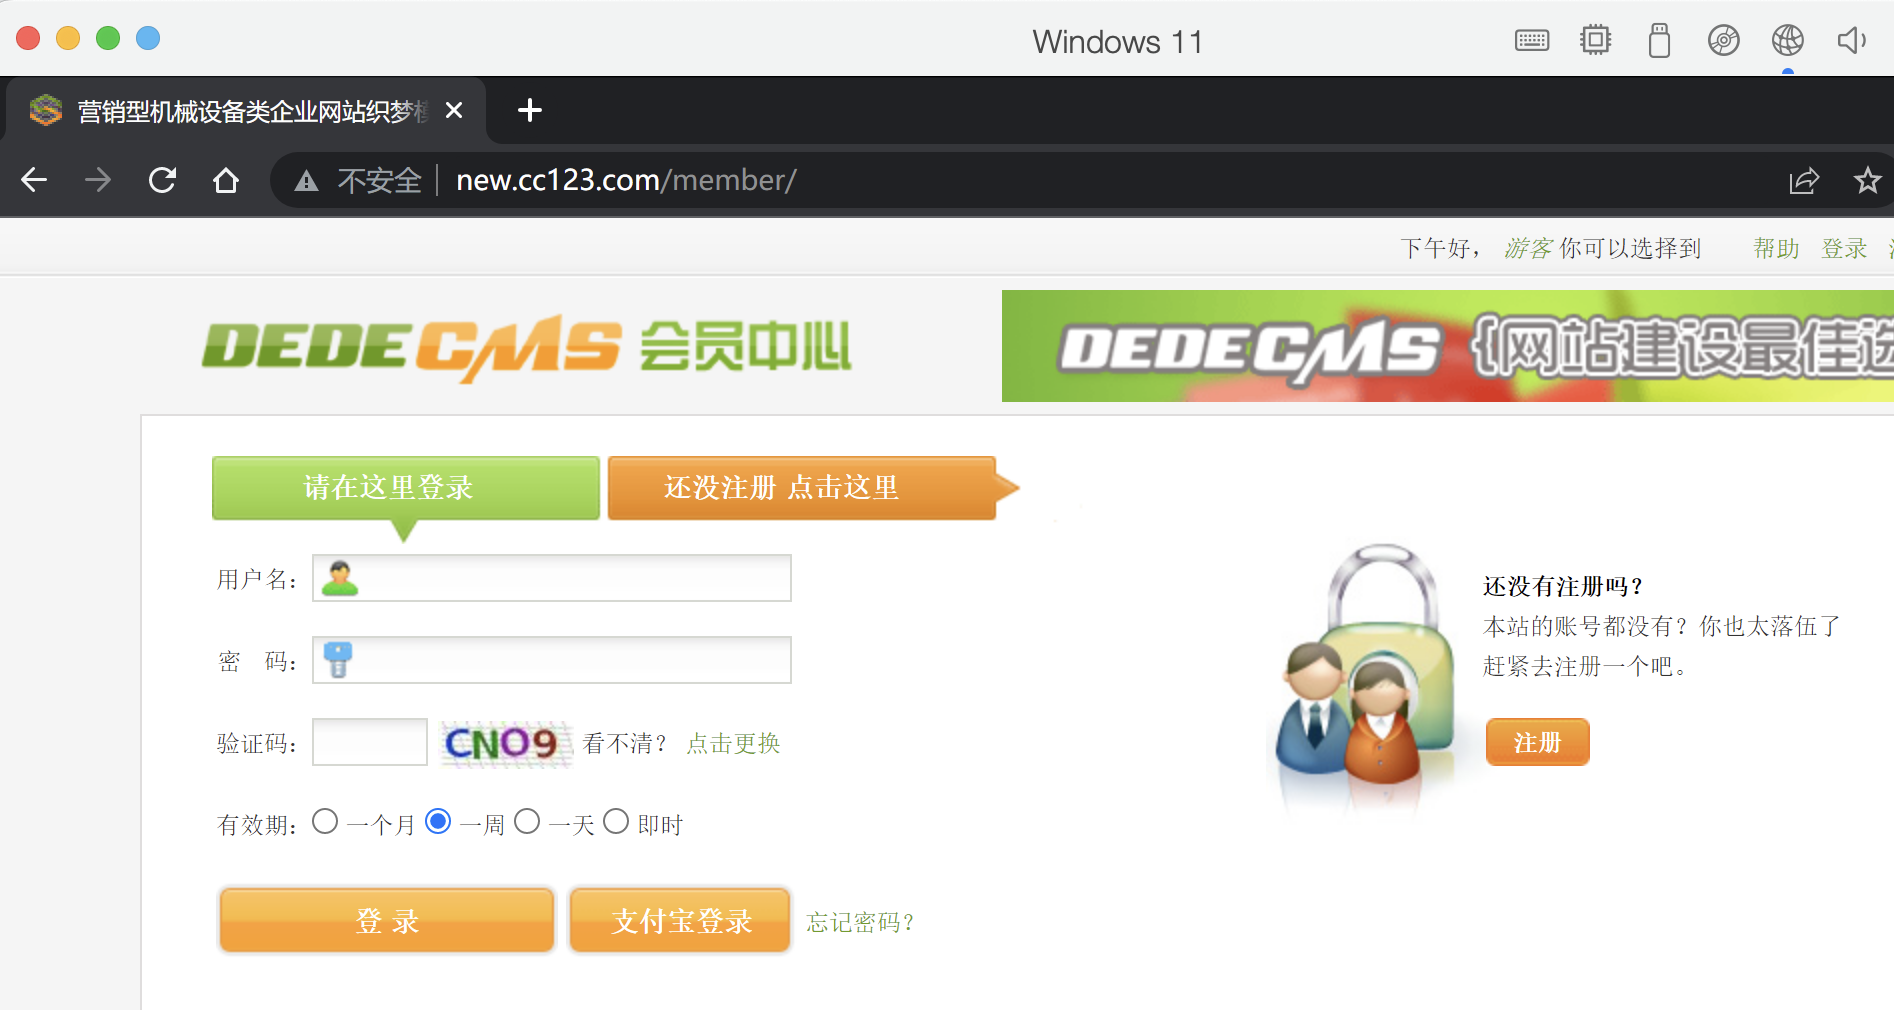 Windows 11
营销型机械设备类企业网站织梦
不安全 new.cc123.com/member/
下午好， 游客 你可以选择到 帮助 登录
DEDECMS 会员中心
DEDECMS {网站建设最佳选
请在这里登录 还没注册 点击这里
用户名：
密 码：
验证码： CNO9 看不清？ 点击更换
有效期： 一个月 一周 一天 即时
登 录 支付宝登录 忘记密码？
还没有注册吗？
本站的账号都没有？你也太落伍了
赶紧去注册一个吧。
注册